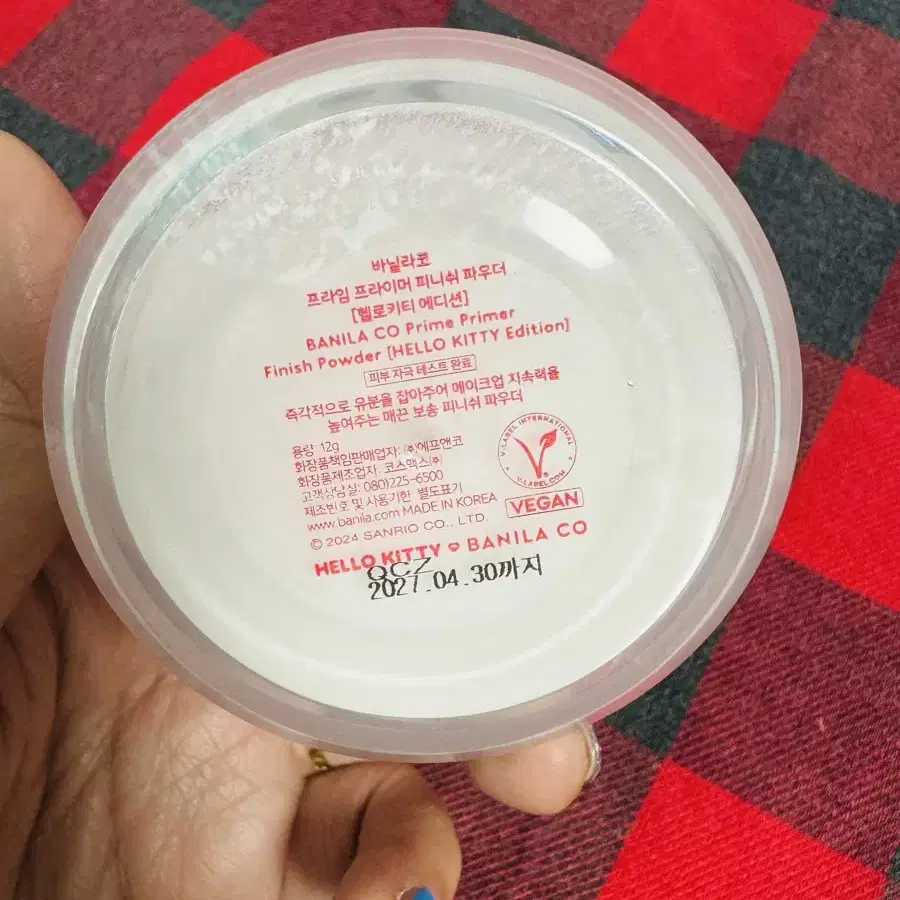 바닐라코
프라임 프라이머 피니쉬 파우더
[헬로키티 에디션]
BANILA CO Prime Primer
Finish Powder [HELLO KITTY Edition]
피부 자극 테스트 완료
즉각적으로 유분을 잡아주어 메이크업 지속력을
높여주는 매끈 보송 피니쉬 파우더
용량: 12g
화장품책임판매업자: ㈜에프앤코
화장품제조업자: 코스맥스㈜
고객상담실: 080)225-6500
제조번호 및 사용기한: 별도표기
www.banila.com MADE IN KOREA
© 2024 SANRIO CO., LTD.
V-LABEL INTERNATIONAL
V-LABEL.COM
VEGAN
HELLO KITTY BANILA CO
QCZ
2027.04.30까지